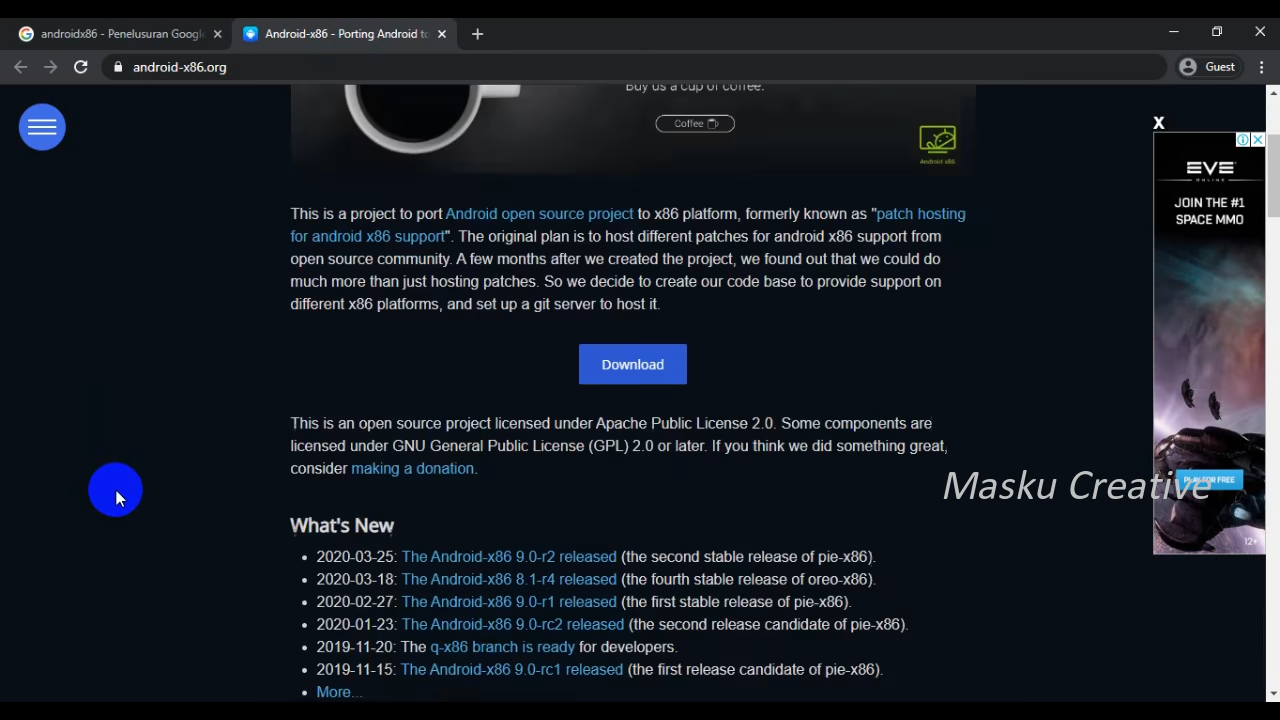 androidx86 - Penelusuran Googl
Android-x86 - Porting Android to
android-x86.org
Guest
Buy us a cup of coffee.
Coffee
Android x86
X
EVE
ONLINE
JOIN THE #1
SPACE MMO
PLAY FOR FREE
12+
This is a project to port Android open source project to x86 platform, formerly known as "patch hosting
for android x86 support". The original plan is to host different patches for android x86 support from
open source community. A few months after we created the project, we found out that we could do
much more than just hosting patches. So we decide to create our code base to provide support on
different x86 platforms, and set up a git server to host it.
Download
This is an open source project licensed under Apache Public License 2.0. Some components are
licensed under GNU General Public License (GPL) 2.0 or later. If you think we did something great,
consider making a donation.
Masku Creative
What's New
• 2020-03-25: The Android-x86 9.0-r2 released (the second stable release of pie-x86).
• 2020-03-18: The Android-x86 8.1-r4 released (the fourth stable release of oreo-x86).
• 2020-02-27: The Android-x86 9.0-r1 released (the first stable release of pie-x86).
• 2020-01-23: The Android-x86 9.0-rc2 released (the second release candidate of pie-x86).
• 2019-11-20: The q-x86 branch is ready for developers.
• 2019-11-15: The Android-x86 9.0-rc1 released (the first release candidate of pie-x86).
• More...